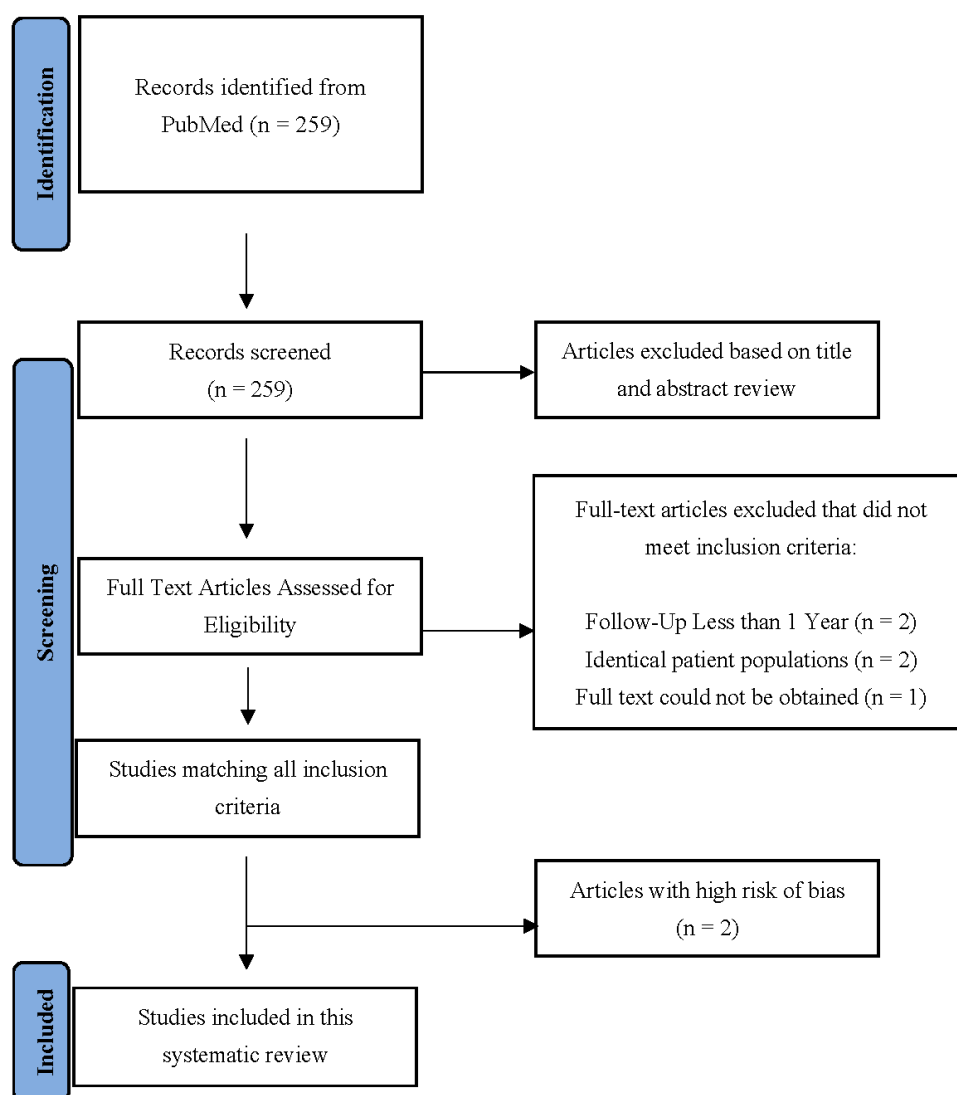 Identification
Records identified from
PubMed (n = 259)
Screening
Records screened
(n = 259)
Articles excluded based on title
and abstract review
Full Text Articles Assessed for
Eligibility
Full-text articles excluded that did not
meet inclusion criteria:
Follow-Up Less than 1 Year (n = 2)
Identical patient populations (n = 2)
Full text could not be obtained (n = 1)
Studies matching all inclusion
criteria
Articles with high risk of bias
(n = 2)
Included
Studies included in this
systematic review